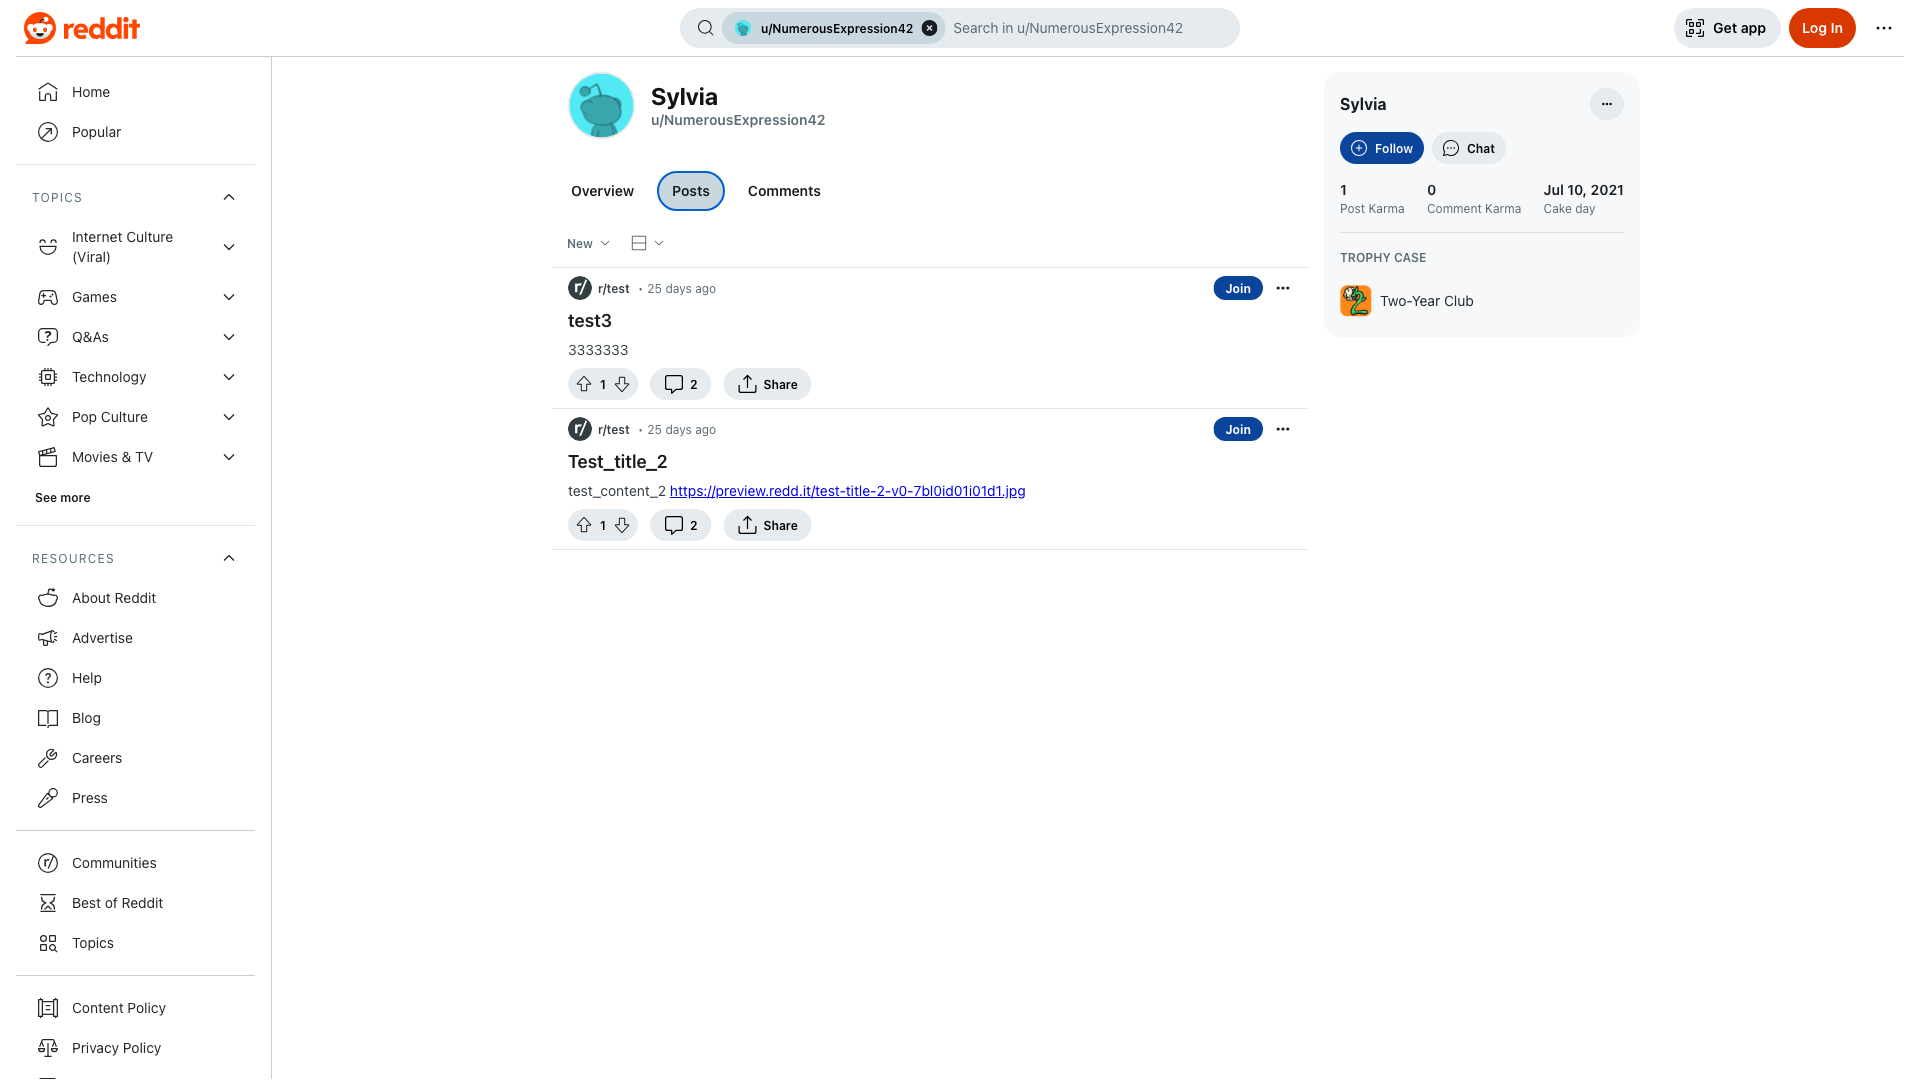 reddit
u/NumerousExpression42
Search in u/NumerousExpression42
Get app
Log In
Home
Popular
TOPICS
Internet Culture
(Viral)
Games
Q&As
Technology
Pop Culture
Movies & TV
See more
RESOURCES
About Reddit
Advertise
Help
Blog
Careers
Press
Communities
Best of Reddit
Topics
Content Policy
Privacy Policy
Sylvia
u/NumerousExpression42
Overview
Posts
Comments
New
r/ r/test • 25 days ago
Join
test3
3333333
1
2
Share
r/ r/test • 25 days ago
Join
Test_title_2
test_content_2 https://preview.redd.it/test-title-2-v0-7bl0id01i01d1.jpg
1
2
Share
Sylvia
Follow
Chat
1
Post Karma
0
Comment Karma
Jul 10, 2021
Cake day
TROPHY CASE
Two-Year Club